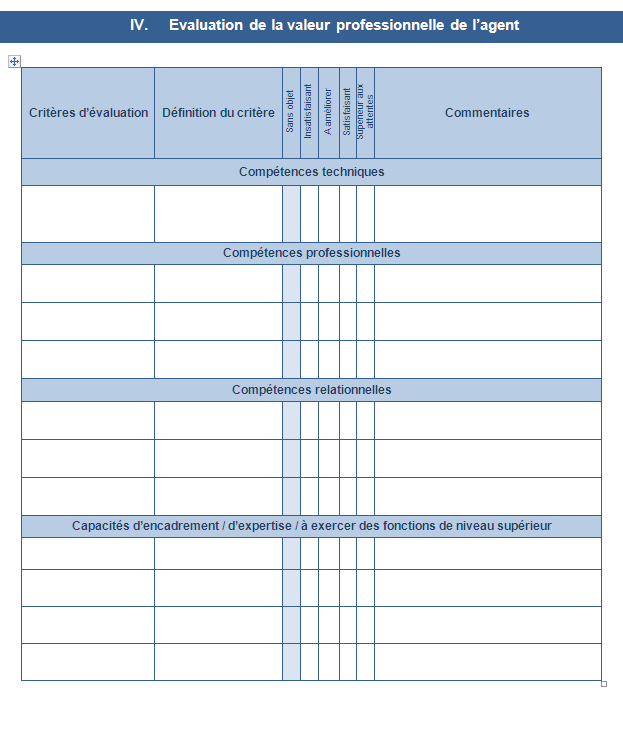 IV. Evaluation de la valeur professionnelle de l’agent
Critères d’évaluation
Définition du critère
Sans objet
Insatisfaisant
A améliorer
Satisfaisant
Supérieur aux
attentes
Commentaires
Compétences techniques
Compétences professionnelles
Compétences relationnelles
Capacités d’encadrement / d’expertise / à exercer des fonctions de niveau supérieur